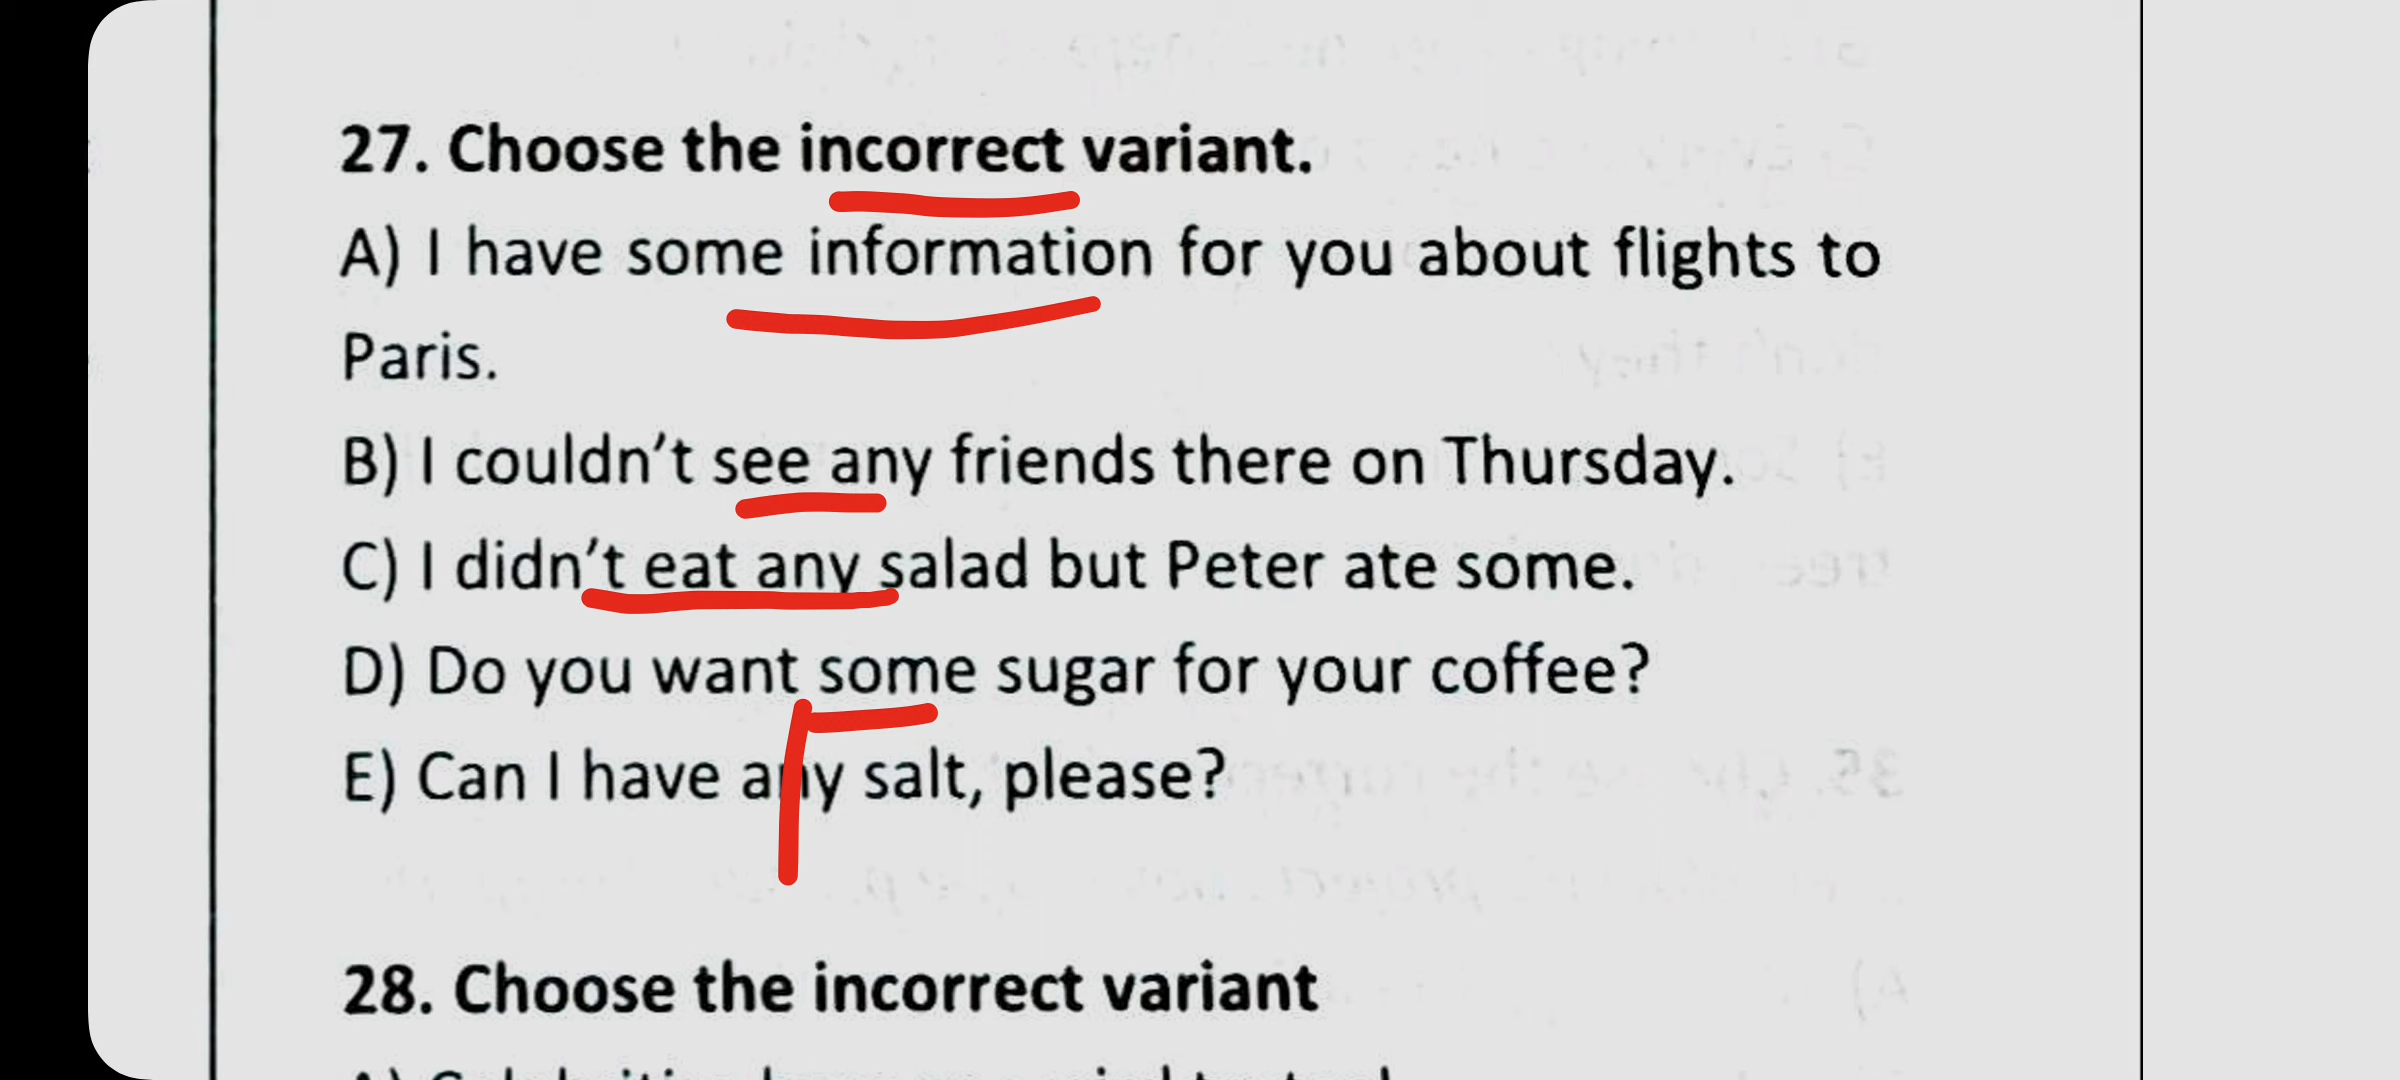 27. Choose the incorrect variant.
A) I have some information for you about flights to
Paris.
B) I couldn't see any friends there on Thursday.
C) I didn't eat any salad but Peter ate some.
D) Do you want some sugar for your coffee?
E) Can I have any salt, please?
28. Choose the incorrect variant